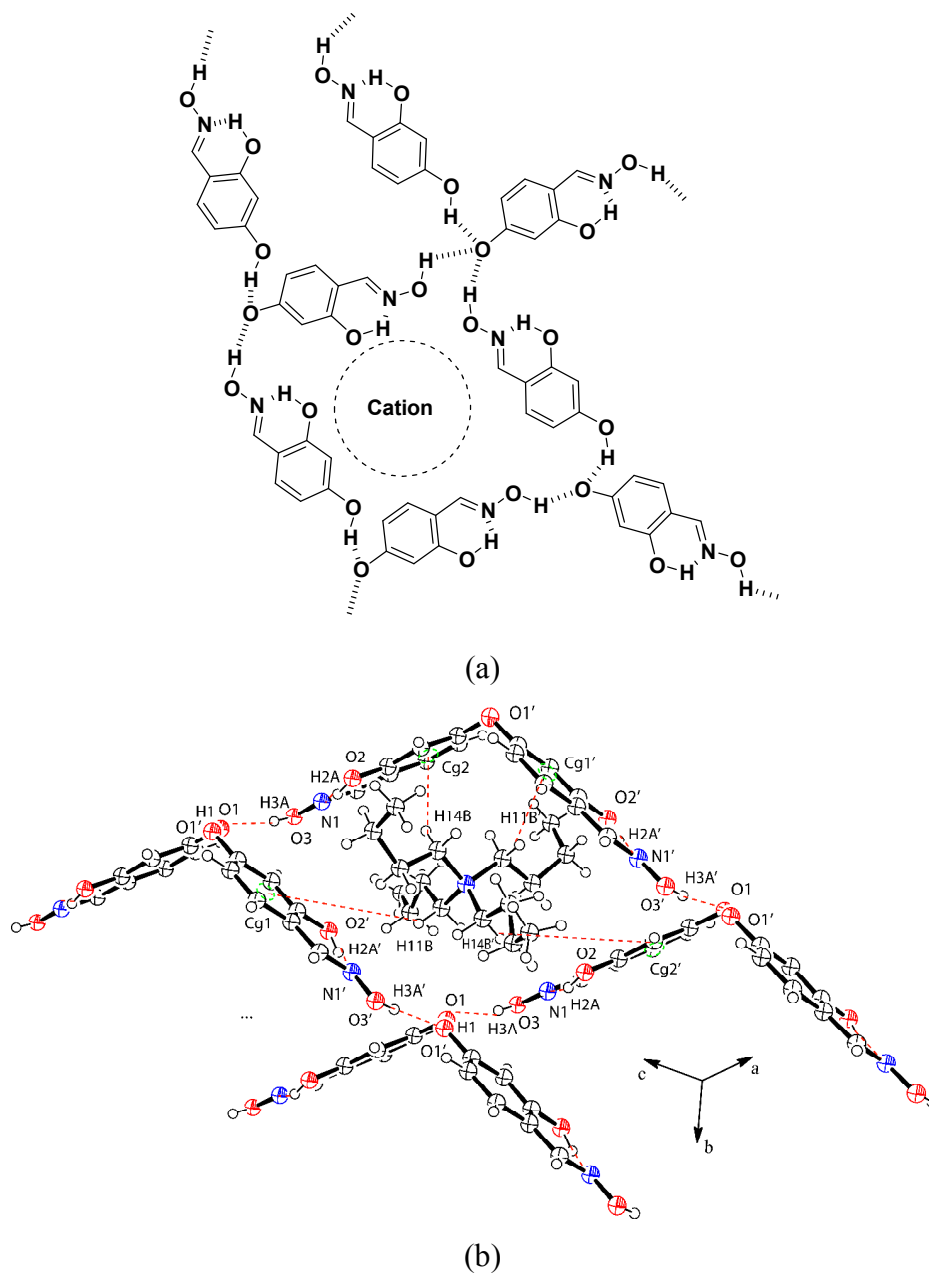 H H
O O
N H N H
O O
O O
H N H
H
H O
O
H O
O N H
H
O H O
H N H
O
H
O N H
O
O
Cation
O
H
O H O
O N
H H
O O
O N
O H H
(a)
O1'
O2 Cg2 Cg1'
H2A
H3A H14B H11B O2'
H1 O1 N1 H2A'
O1' O3 N1'
H3A'
O3' O1
Cg1 O2' O1'
H11B H14B' O2
H2A' Cg2'
N1' H3A' O1 N1 H2A
O3' H1 H3A O3
...
O1' c a
b
(b)